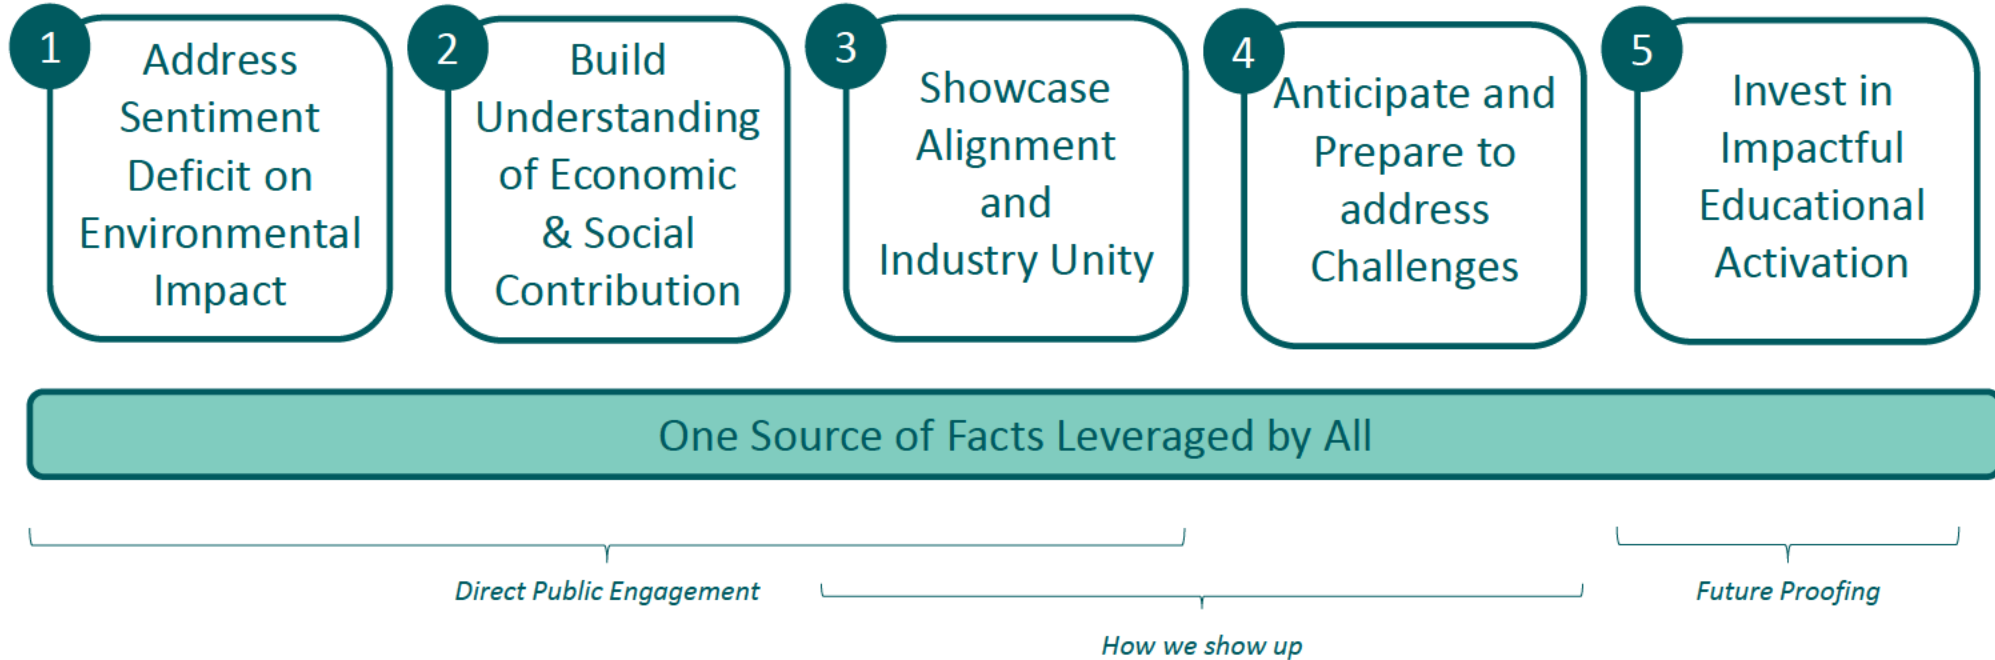 1
Address
Sentiment
Deficit on
Environmental
Impact
2
Build
Understanding
of Economic
& Social
Contribution
3
Showcase
Alignment
and
Industry Unity
4
Anticipate and
Prepare to
address
Challenges
5
Invest in
Impactful
Educational
Activation
One Source of Facts Leveraged by All
Direct Public Engagement
How we show up
Future Proofing